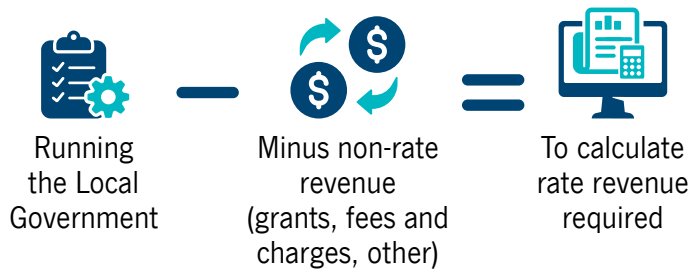 Running
the Local
Government
Minus non-rate
revenue
(grants, fees and
charges, other)
To calculate
rate revenue
required
$
$